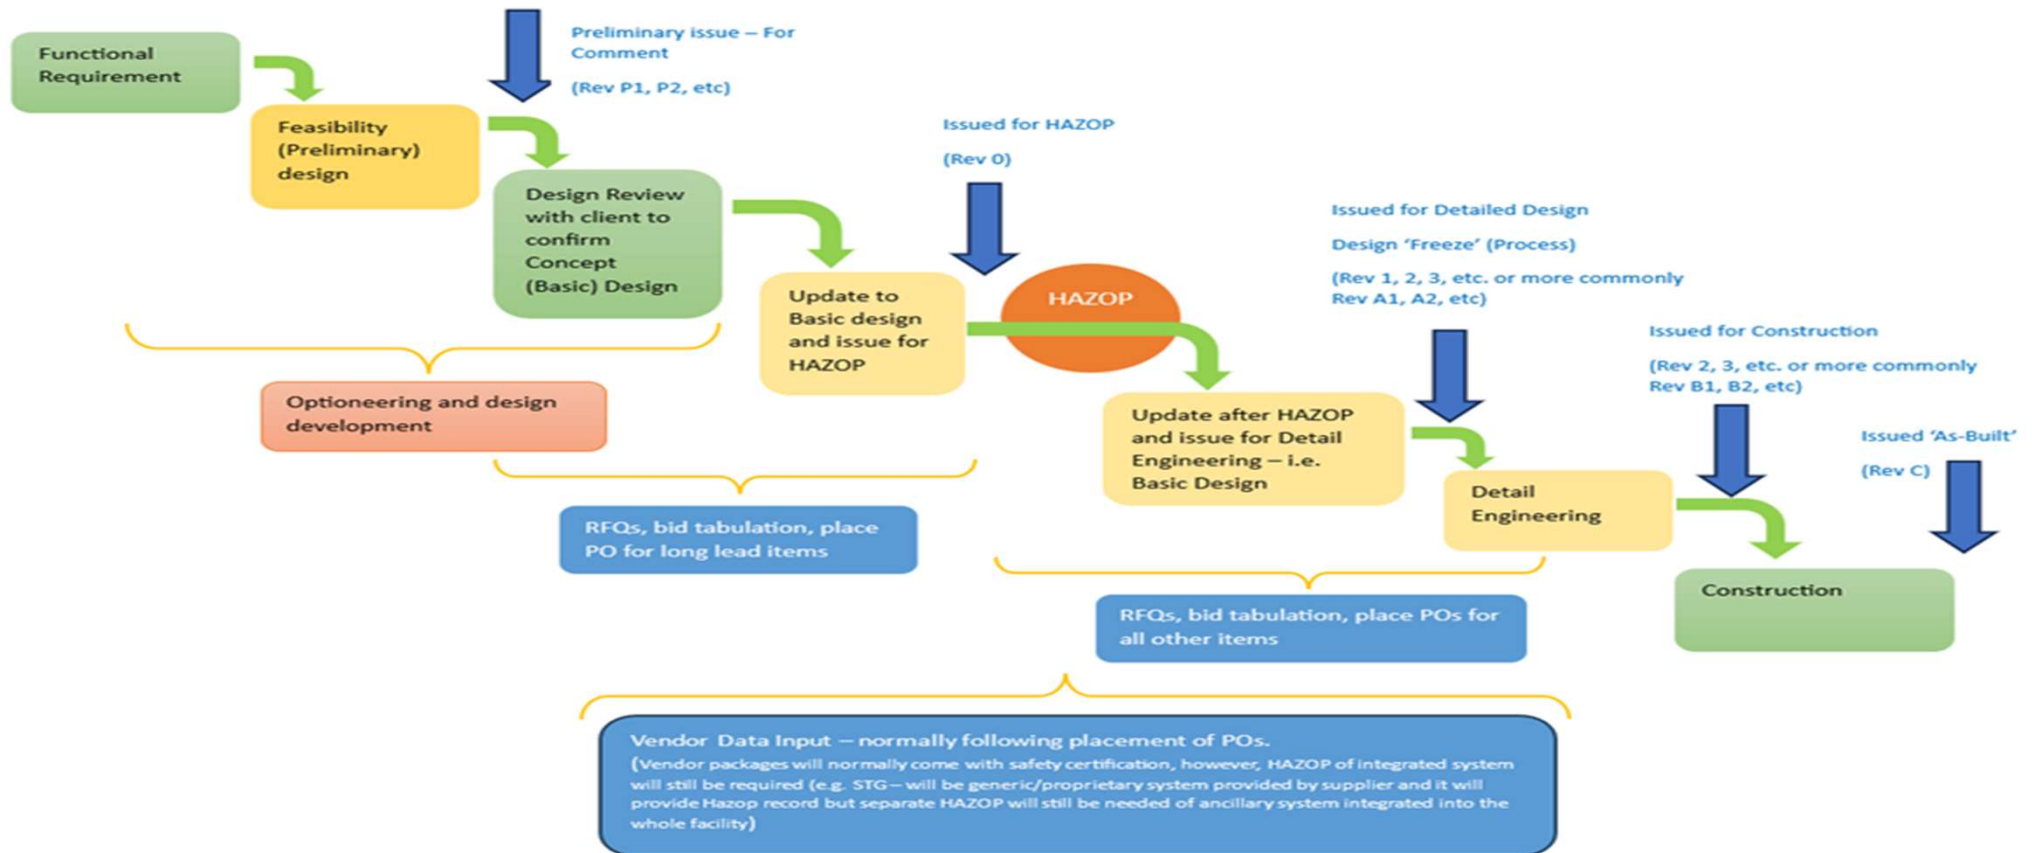 Functional
Requirement
Preliminary issue – For
Comment
(Rev P1, P2, etc)
Feasibility
(Preliminary)
design
Issued for HAZOP
(Rev 0)
Design Review
with client to
confirm
Concept
(Basic) Design
Issued for Detailed Design
Design ‘Freeze’ (Process)
(Rev 1, 2, 3, etc. or more commonly
Rev A1, A2, etc)
Update to
Basic design
and issue for
HAZOP
HAZOP
Issued for Construction
(Rev 2, 3, etc. or more commonly
Rev B1, B2, etc)
Optioneering and design
development
Update after HAZOP
and issue for Detail
Engineering – i.e.
Basic Design
Issued ‘As-Built’
(Rev C)
Detail
Engineering
RFQs, bid tabulation, place
PO for long lead items
Construction
RFQs, bid tabulation, place POs for
all other items
Vendor Data Input – normally following placement of POs.
(Vendor packages will normally come with safety certification, however, HAZOP of integrated system
will still be required (e.g. STG – will be generic/proprietary system provided by supplier and it will
provide Hazop record but separate HAZOP will still be needed of ancillary system integrated into the
whole facility)